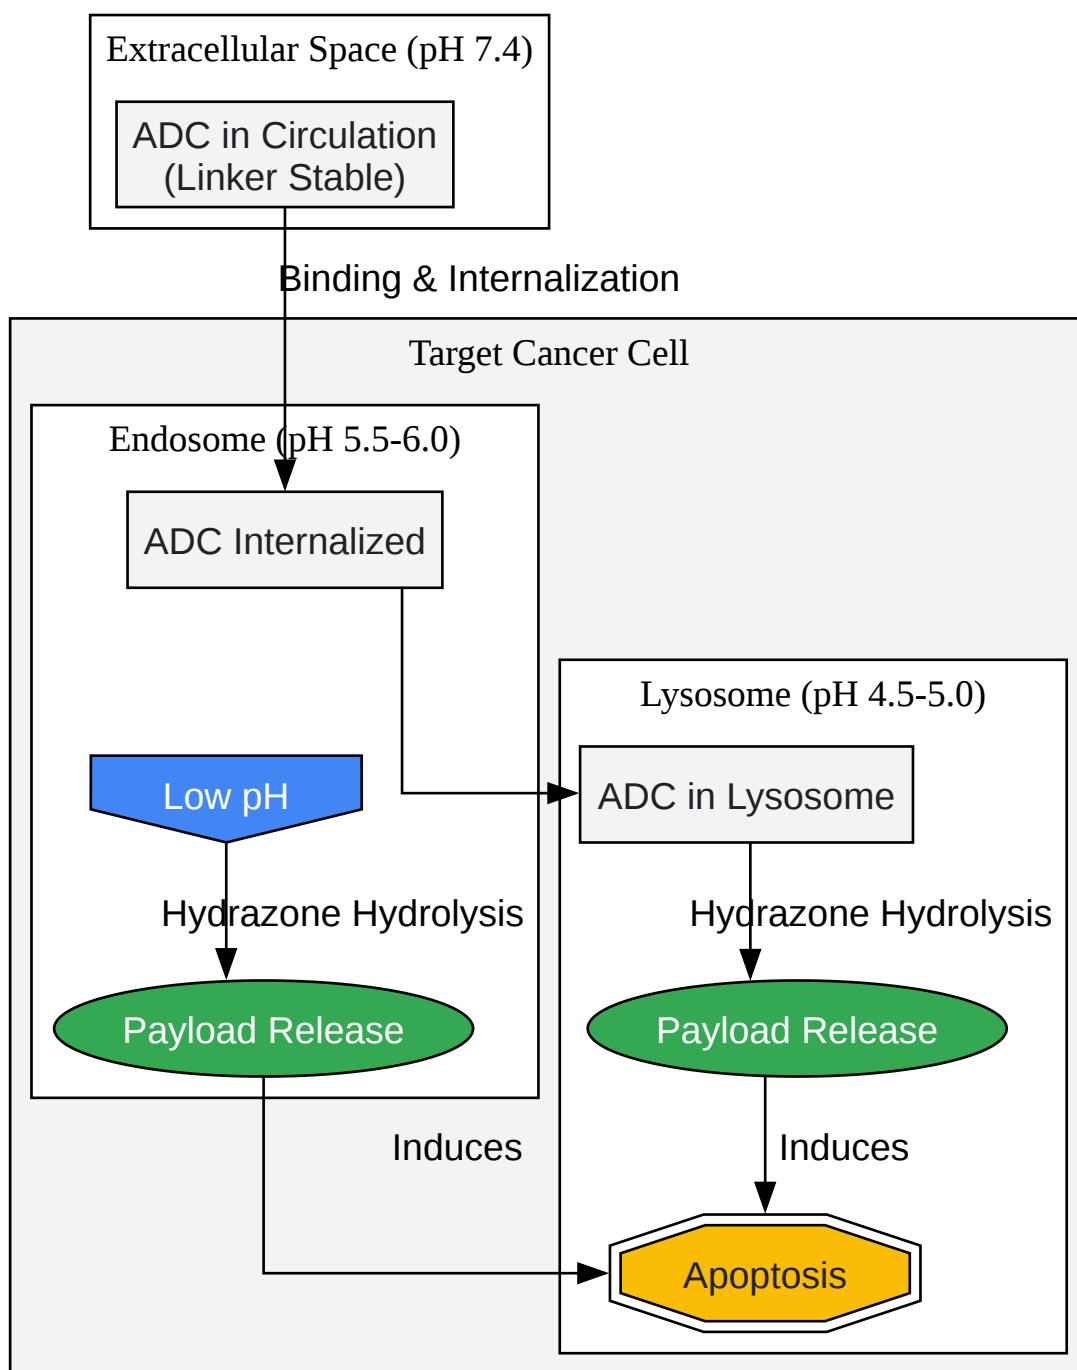 Extracellular Space (pH 7.4)
ADC in Circulation
(Linker Stable)
Binding & Internalization
Target Cancer Cell
Endosome (pH 5.5-6.0)
ADC Internalized
Lysosome (pH 4.5-5.0)
Low pH
ADC in Lysosome
Hydrazone Hydrolysis
Hydrazone Hydrolysis
Payload Release
Payload Release
Induces
Induces
Apoptosis